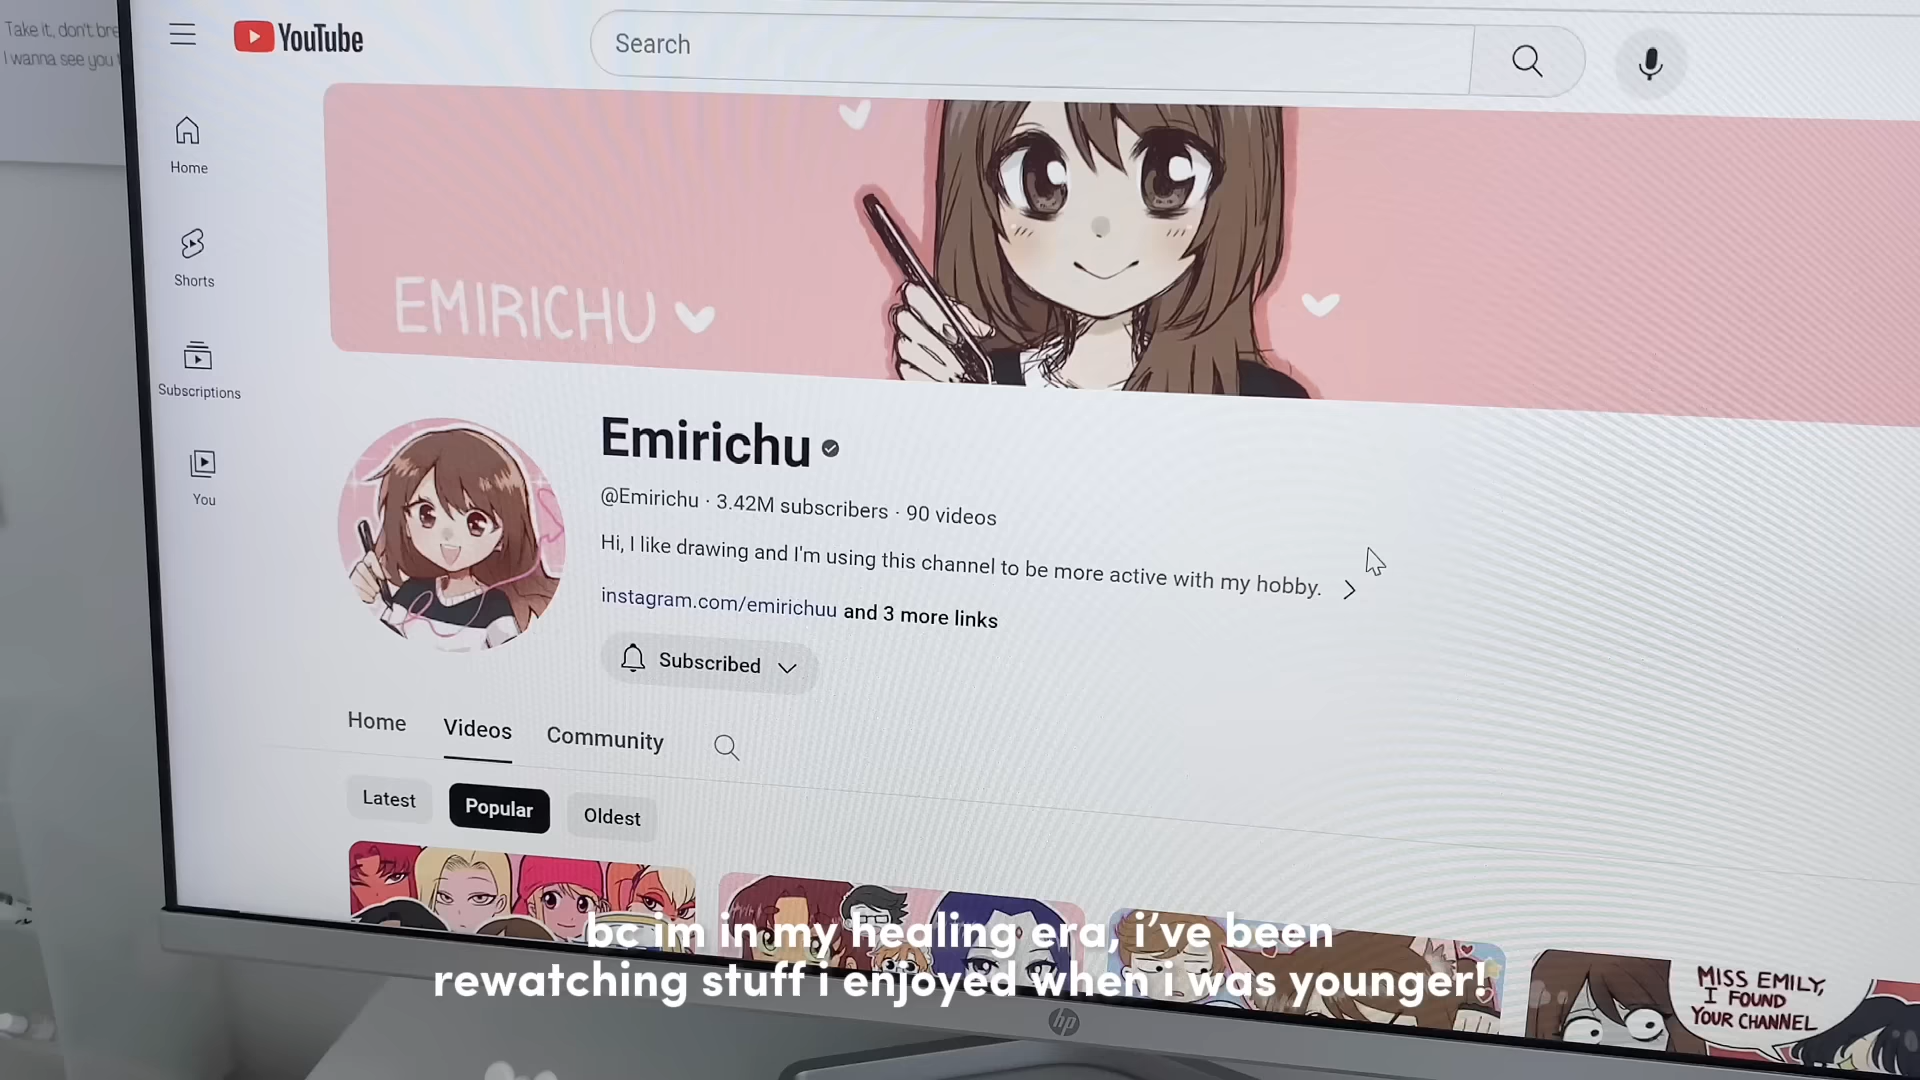 Take it, don't bre
I wanna see you
YouTube
Search
Home
Shorts
Subscriptions
You
EMIRICHU
Emirichu
@Emirichu · 3.42M subscribers · 90 videos
Hi, I like drawing and I'm using this channel to be more active with my hobby.
instagram.com/emirichuu and 3 more links
Subscribed
Home Videos Community
Latest Popular Oldest
MISS EMILY,
I FOUND
YOUR CHANNEL
bc im in my healing era, i've been
rewatching stuff i enjoyed when i was younger!
hp